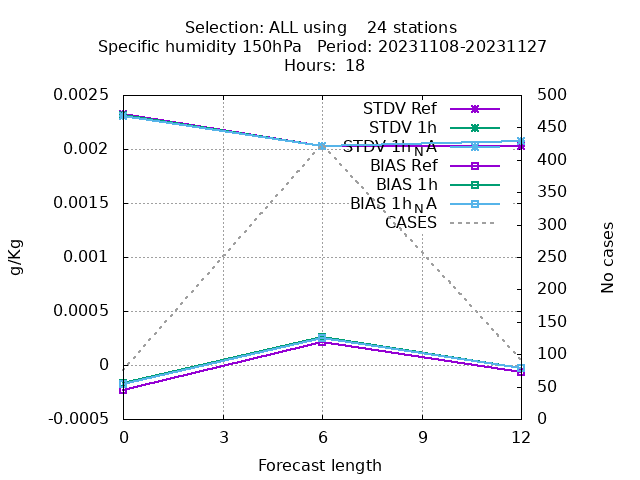 Selection: ALL using    24 stations
Specific humidity 150hPa   Period: 20231108-20231127
Hours: 18
0.0025
0.002
0.0015
0.001
0.0005
0
-0.0005
g/Kg
STDV Ref
STDV 1h
STDV 1h_NA
BIAS Ref
BIAS 1h
BIAS 1h_NA
CASES
500
450
400
350
300
250
200
150
100
50
0
No cases
0 3 6 9 12
Forecast length